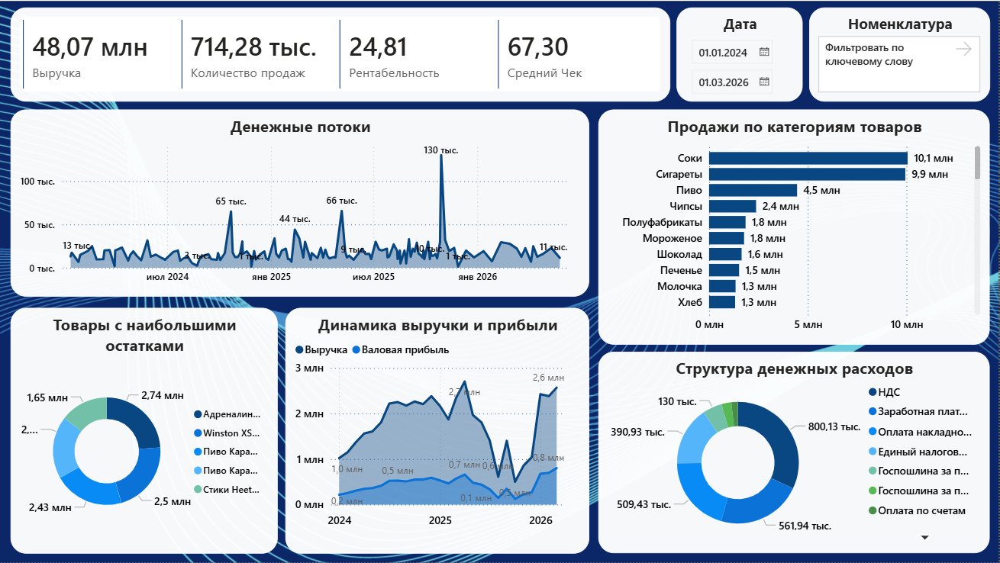 48,07 млн
Выручка
714,28 тыс.
Количество продаж
24,81
Рентабельность
67,30
Средний Чек
Дата
01.01.2024
01.03.2026
Номенклатура
Фильтровать по
ключевому слову
Денежные потоки
100 тыс.
50 тыс.
0 тыс.
13 тыс.
3 тыс.
65 тыс.
1 тыс.
44 тыс.
66 тыс.
9 тыс.
10 тыс.
130 тыс.
1 тыс.
11 тыс.
июл 2024
янв 2025
июл 2025
янв 2026
Продажи по категориям товаров
Соки 10,1 млн
Сигареты 9,9 млн
Пиво 4,5 млн
Чипсы 2,4 млн
Полуфабрикаты 1,8 млн
Мороженое 1,8 млн
Шоколад 1,6 млн
Печенье 1,5 млн
Молочка 1,3 млн
Хлеб 1,3 млн
0 млн
5 млн
10 млн
Товары с наибольшими
остатками
2,74 млн
2,5 млн
2,43 млн
2,...
1,65 млн
Адреналин...
Winston XS...
Пиво Кара...
Пиво Кара...
Стики Heet...
Динамика выручки и прибыли
Выручка
Валовая прибыль
3 млн
2 млн
1 млн
0 млн
1,0 млн
2,7 млн
0,6 млн
2,6 млн
0,2 млн
0,5 млн
0,7 млн
0,1 млн
0,8 млн
2024
2025
2026
Структура денежных расходов
800,13 тыс.
561,94 тыс.
509,43 тыс.
390,93 тыс.
130 тыс.
НДС
Заработная плат...
Оплата накладно...
Единый налогов...
Госпошлина за п...
Госпошлина за п...
Оплата по счетам